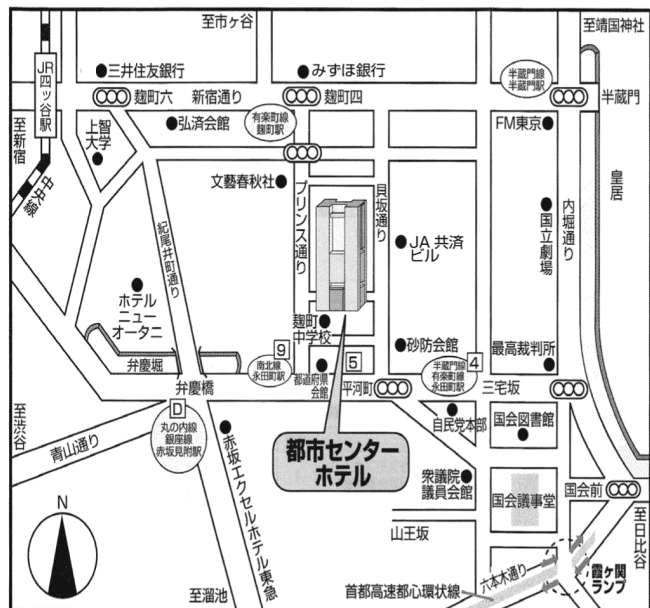 至市ヶ谷
至靖国神社
JR四ッ谷駅
三井住友銀行
みずほ銀行
半蔵門線
半蔵門駅
麹町六
新宿通り
麹町四
半蔵門
至新宿
上智
大学
弘済会館
有楽町線
麹町駅
FM東京
中央線
文藝春秋社
プリンス通り
貝坂通り
皇居
紀尾井町通り
JA 共済
ビル
国立劇場
内堀通り
ホテル
ニュー
オータニ
麹町
中学校
砂防会館
最高裁判所
弁慶堀
南北線
永田町駅
9
5
都道府県
会館
半蔵門線
有楽町線
永田町駅
4
弁慶橋
平河町
三宅坂
至渋谷
青山通り
D
丸の内線
銀座線
赤坂見附駅
赤坂エクセルホテル東急
自民党本部
国会図書館
都市センター
ホテル
衆議院
議員会館
国会議事堂
国会前
至日比谷
山王坂
N
六本木通り
霞ヶ関
ランプ
至溜池
首都高速都心環状線